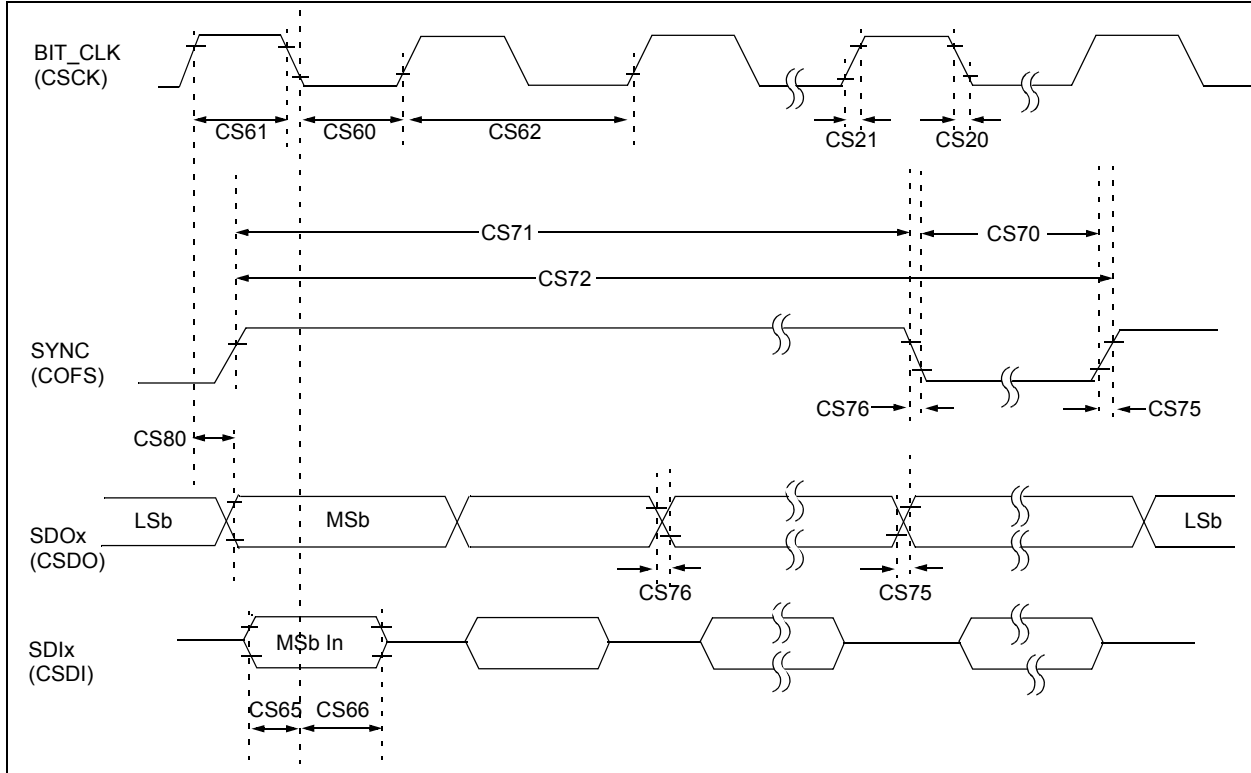 BIT_CLK
(CSCK)
CS61
CS60
CS62
CS21
CS20
CS71
CS70
CS72
SYNC
(COFS)
CS76
CS75
CS80
SDOx
(CSDO)
LSb
MSb
LSb
CS76
CS75
SDIx
(CSDI)
MSb In
CS65
CS66